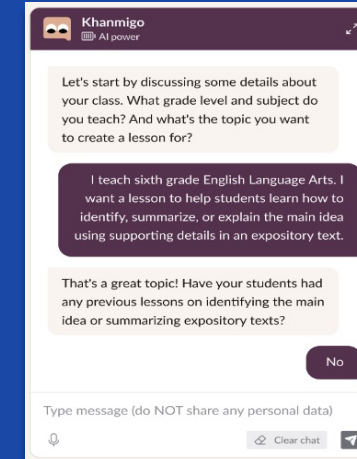 Khanmigo
AI power
Let's start by discussing some details about
your class. What grade level and subject do
you teach? And what's the topic you want
to create a lesson for?
I teach sixth grade English Language Arts. I
want a lesson to help students learn how to
identify, summarize, or explain the main idea
using supporting details in an expository text.
That's a great topic! Have your students had
any previous lessons on identifying the main
idea or summarizing expository texts?
No
Type message (do NOT share any personal data)
Clear chat